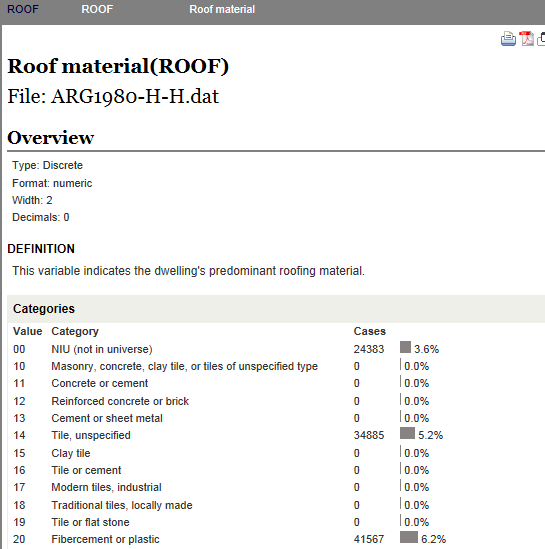 ROOF ROOF Roof material
Roof material(ROOF)
File: ARG1980-H-H.dat
Overview
Type: Discrete
Format: numeric
Width: 2
Decimals: 0
DEFINITION
This variable indicates the dwelling's predominant roofing material.
Categories
Value Category Cases
00 NIU (not in universe) 24383 3.6%
10 Masonry, concrete, clay tile, or tiles of unspecified type 0 0.0%
11 Concrete or cement 0 0.0%
12 Reinforced concrete or brick 0 0.0%
13 Cement or sheet metal 0 0.0%
14 Tile, unspecified 34885 5.2%
15 Clay tile 0 0.0%
16 Tile or cement 0 0.0%
17 Modern tiles, industrial 0 0.0%
18 Traditional tiles, locally made 0 0.0%
19 Tile or flat stone 0 0.0%
20 Fibercement or plastic 41567 6.2%